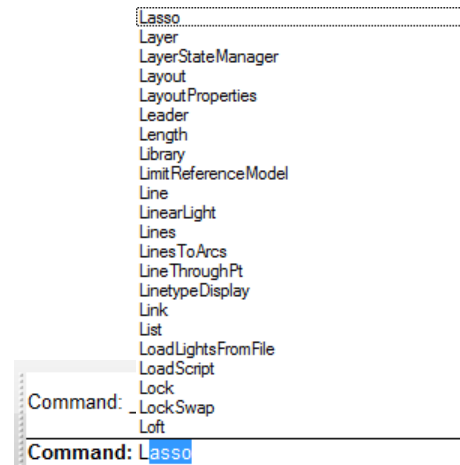 Lasso
Layer
LayerStateManager
Layout
LayoutProperties
Leader
Length
Library
LimitReferenceModel
Line
LinearLight
Lines
LinesToArcs
LineThroughPt
LinetypeDisplay
Link
List
LoadLightsFromFile
LoadScript
Lock
Command: _LockSwap
Loft
Command: Lasso